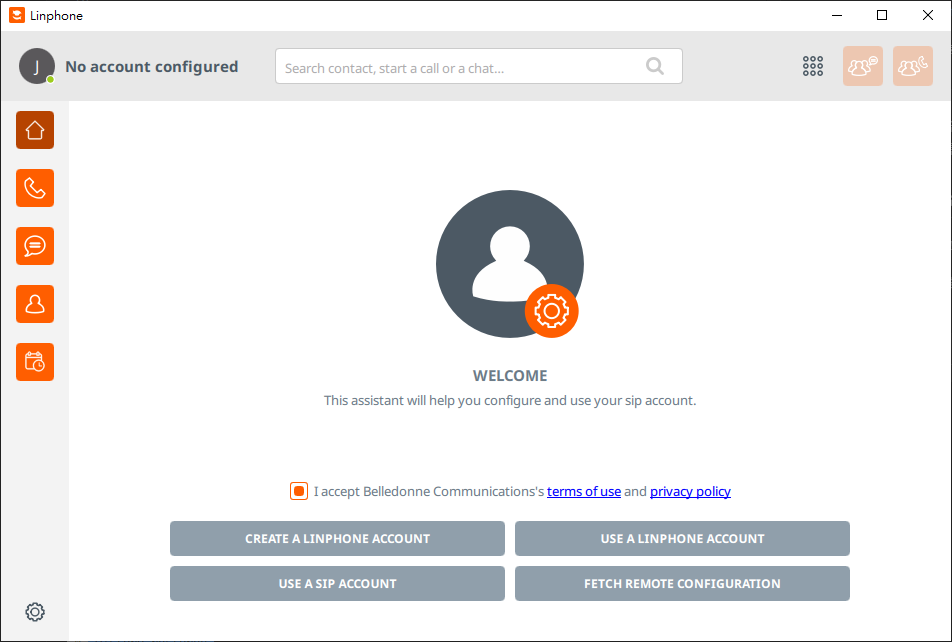 Linphone
J No account configured
Search contact, start a call or a chat...
WELCOME
This assistant will help you configure and use your sip account.
I accept Belledonne Communications's terms of use and privacy policy
CREATE A LINPHONE ACCOUNT
USE A LINPHONE ACCOUNT
USE A SIP ACCOUNT
FETCH REMOTE CONFIGURATION